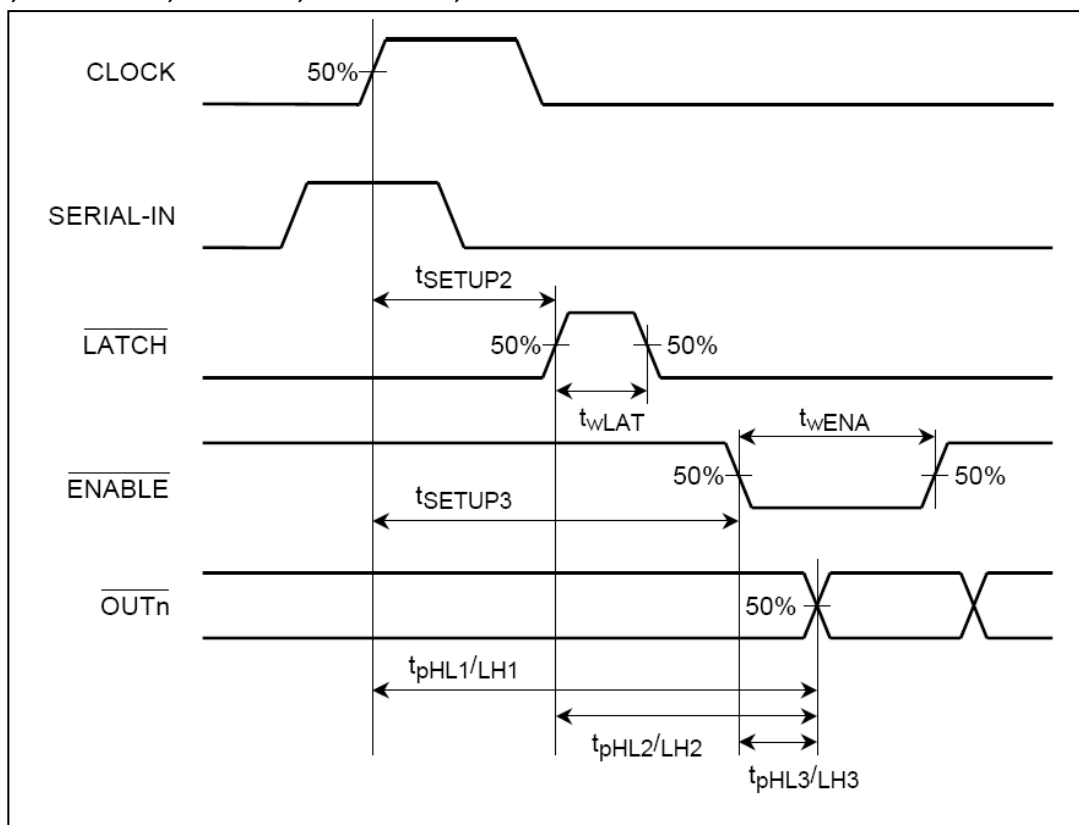 CLOCK
50%
SERIAL-IN
tSETUP2
LATCH
50%
50%
twLAT
twENA
ENABLE
50%
50%
tSETUP3
OUTn
50%
tpHL1/LH1
tpHL2/LH2
tpHL3/LH3